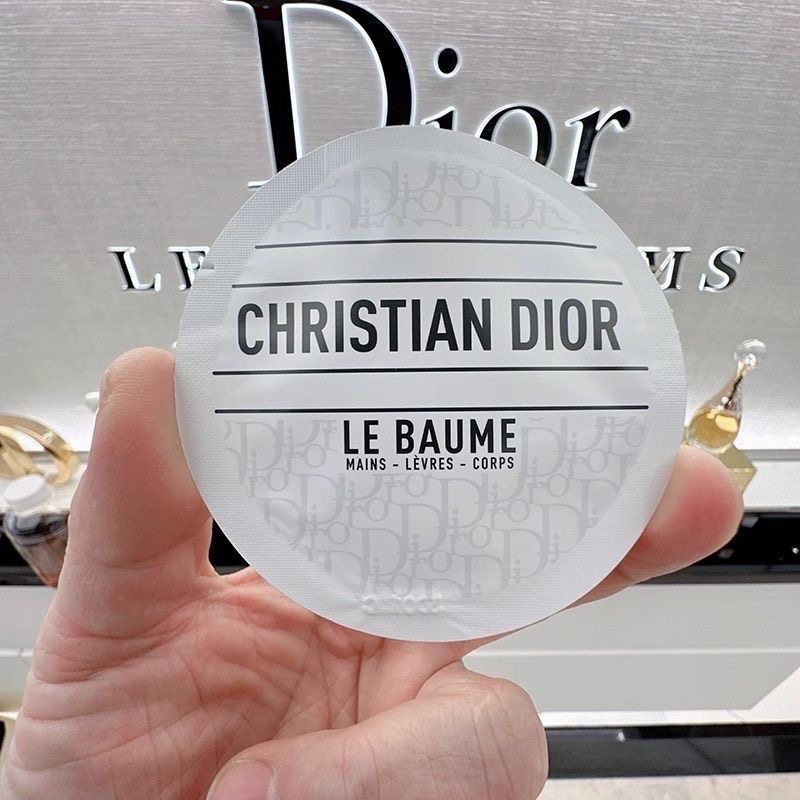 Dior
CHRISTIAN DIOR
LE BAUME
MAINS - LÈVRES - CORPS